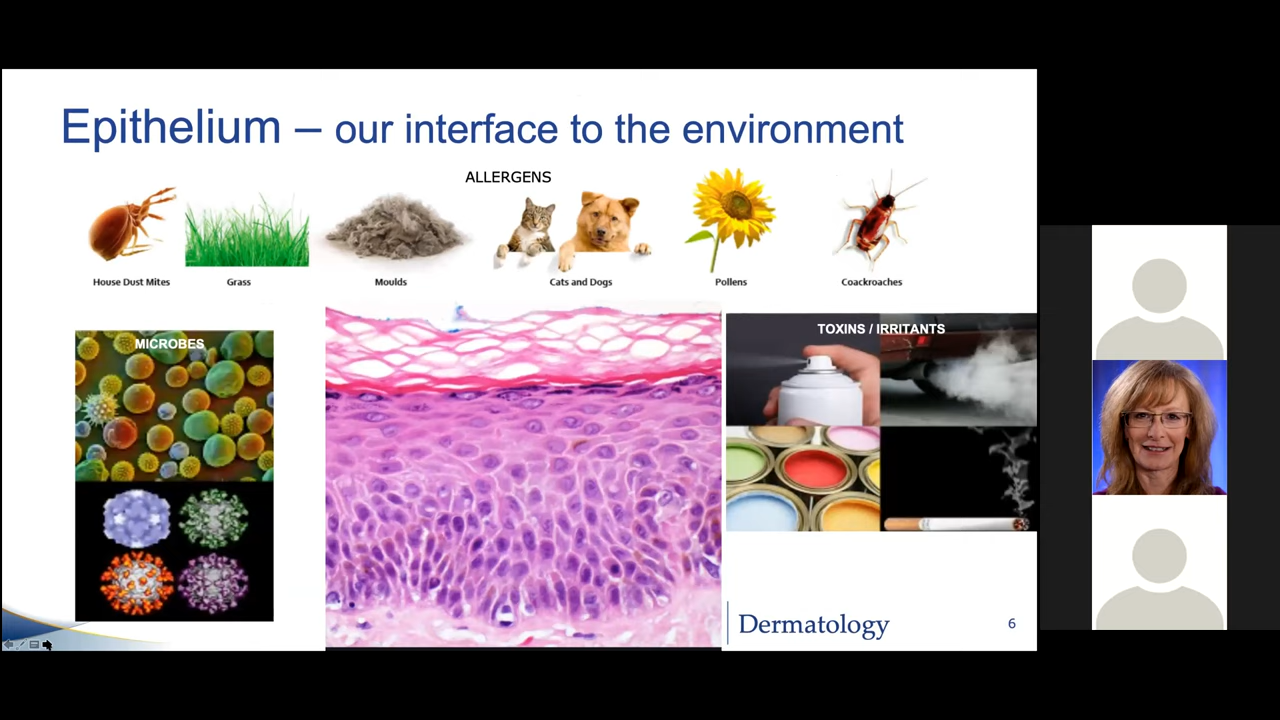 Epithelium – our interface to the environment
ALLERGENS
House Dust Mites
Grass
Moulds
Cats and Dogs
Pollens
Coackroaches
MICROBES
TOXINS / IRRITANTS
Dermatology
6